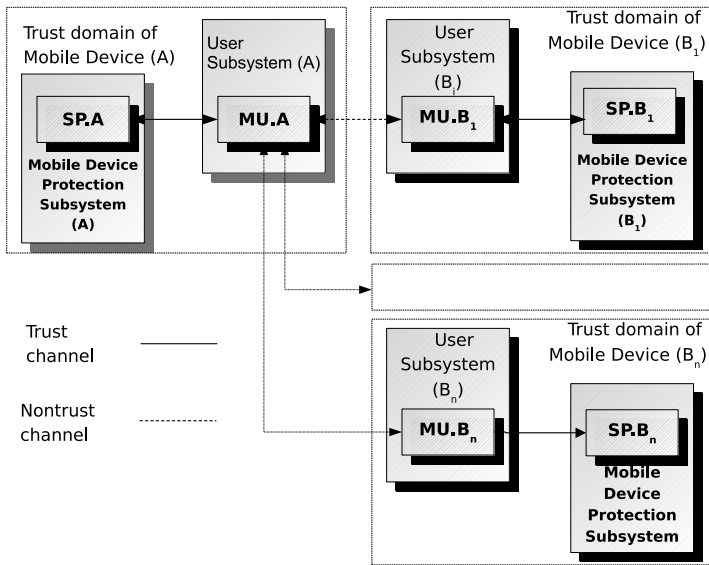 Trust domain of
Mobile Device (A)
User
Subsystem (A)
SP.A
MU.A
Mobile Device
Protection
Subsystem
(A)
User
Subsystem
(Bi)
Trust domain of
Mobile Device (B1)
MU.B1
SP.B1
Mobile Device
Protection
Subsystem
(B1)
Trust
channel
Nontrust
channel
User
Subsystem
(Bn)
Trust domain of
Mobile Device (Bn)
MU.Bn
SP.Bn
Mobile
Device
Protection
Subsystem